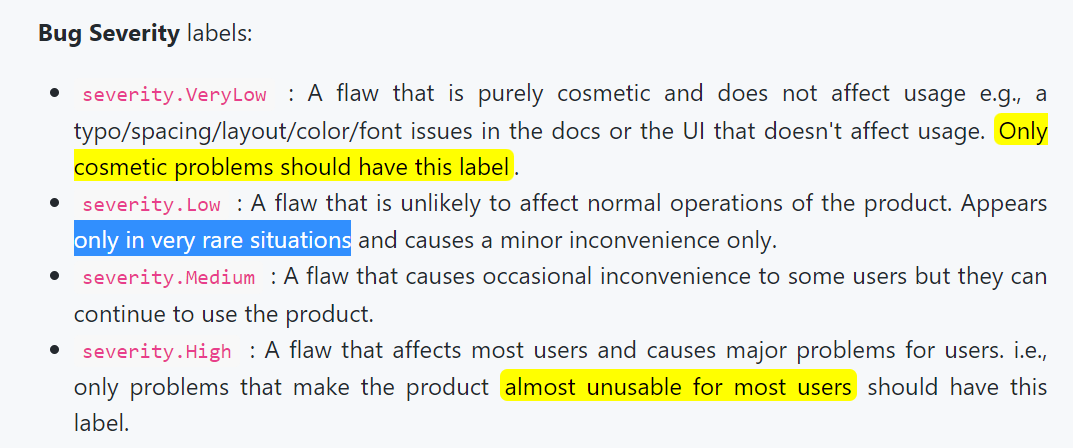 Bug Severity labels:
severity.VeryLow : A flaw that is purely cosmetic and does not affect usage e.g., a
typo/spacing/layout/color/font issues in the docs or the UI that doesn't affect usage. Only
cosmetic problems should have this label.
severity.Low : A flaw that is unlikely to affect normal operations of the product. Appears
only in very rare situations and causes a minor inconvenience only.
severity.Medium : A flaw that causes occasional inconvenience to some users but they can
continue to use the product.
severity.High : A flaw that affects most users and causes major problems for users. i.e.,
only problems that make the product almost unusable for most users should have this
label.